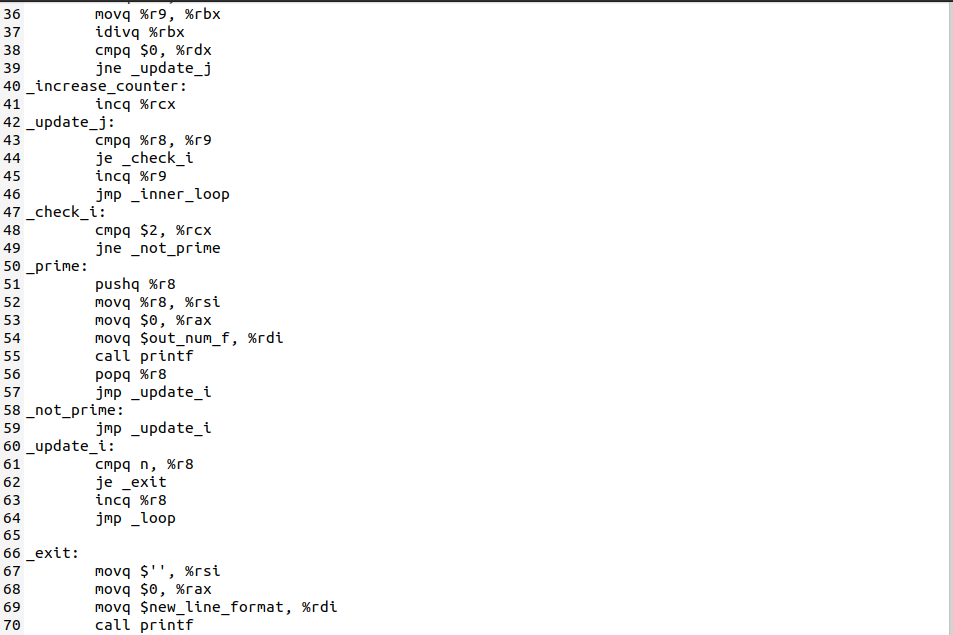 36 movq %r9, %rbx
37 idivq %rbx
38 cmpq $0, %rdx
39 jne _update_j
40 _increase_counter:
41 incq %rcx
42 _update_j:
43 cmpq %r8, %r9
44 je _check_i
45 incq %r9
46 jmp _inner_loop
47 _check_i:
48 cmpq $2, %rcx
49 jne _not_prime
50 _prime:
51 pushq %r8
52 movq %r8, %rsi
53 movq $0, %rax
54 movq $out_num_f, %rdi
55 call printf
56 popq %r8
57 jmp _update_i
58 _not_prime:
59 jmp _update_i
60 _update_i:
61 cmpq n, %r8
62 je _exit
63 incq %r8
64 jmp _loop
65
66 _exit:
67 movq $'', %rsi
68 movq $0, %rax
69 movq $new_line_format, %rdi
70 call printf